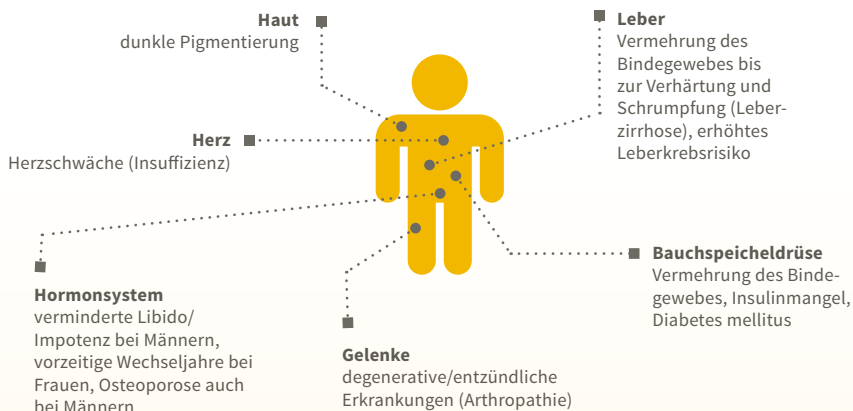 Haut
dunkle Pigmentierung
Leber
Vermehrung des
Bindegewebes bis
zur Verhärtung und
Schrumpfung (Leber-
zirrhose), erhöhtes
Leberkrebsrisiko
Herz
Herzschwäche (Insuffizienz)
Bauchspeicheldrüse
Vermehrung des Binde-
gewebes, Insulinmangel,
Diabetes mellitus
Hormonsystem
verminderte Libido/
Impotenz bei Männern,
vorzeitige Wechseljahre bei
Frauen, Osteoporose auch
bei Männern
Gelenke
degenerative/entzündliche
Erkrankungen (Arthropathie)